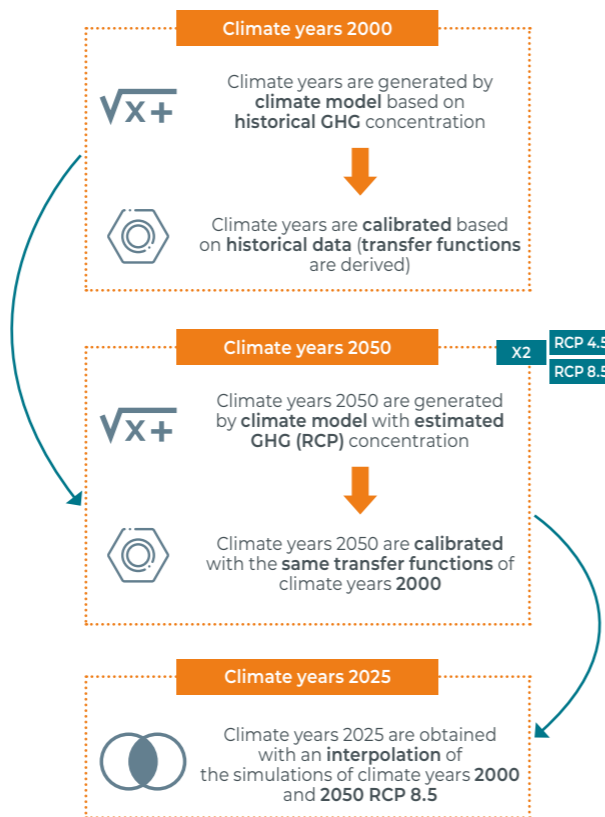 Climate years 2000
Climate years are generated by
climate model based on
historical GHG concentration
√x+
Climate years are calibrated based
on historical data (transfer functions
are derived)
Climate years 2050
X2
RCP 4.5
RCP 8.5
Climate years 2050 are generated
by climate model with estimated
GHG (RCP) concentration
√x+
Climate years 2050 are calibrated
with the same transfer functions of
climate years 2000
Climate years 2025
Climate years 2025 are obtained
with an interpolation of
the simulations of climate years 2000
and 2050 RCP 8.5